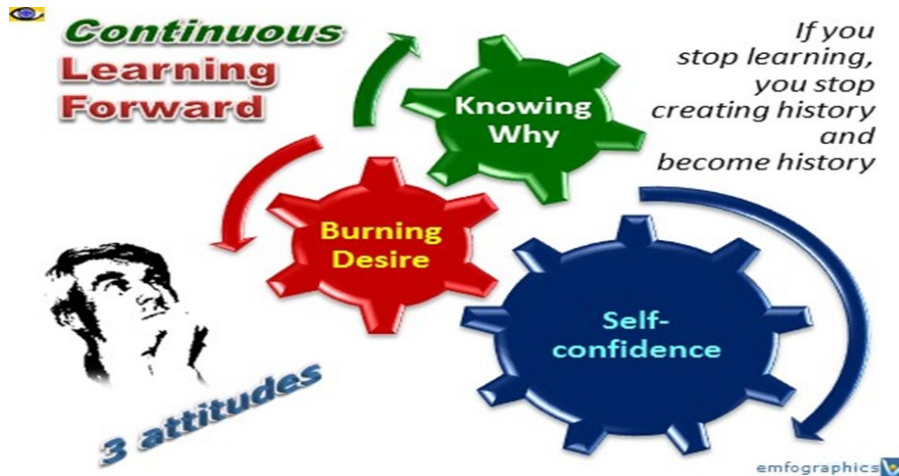 Continuous
Learning
Forward
Knowing
Why
If you
stop learning,
you stop
creating history
and
become history
Burning
Desire
Self-
confidence
3 attitudes
emfographics